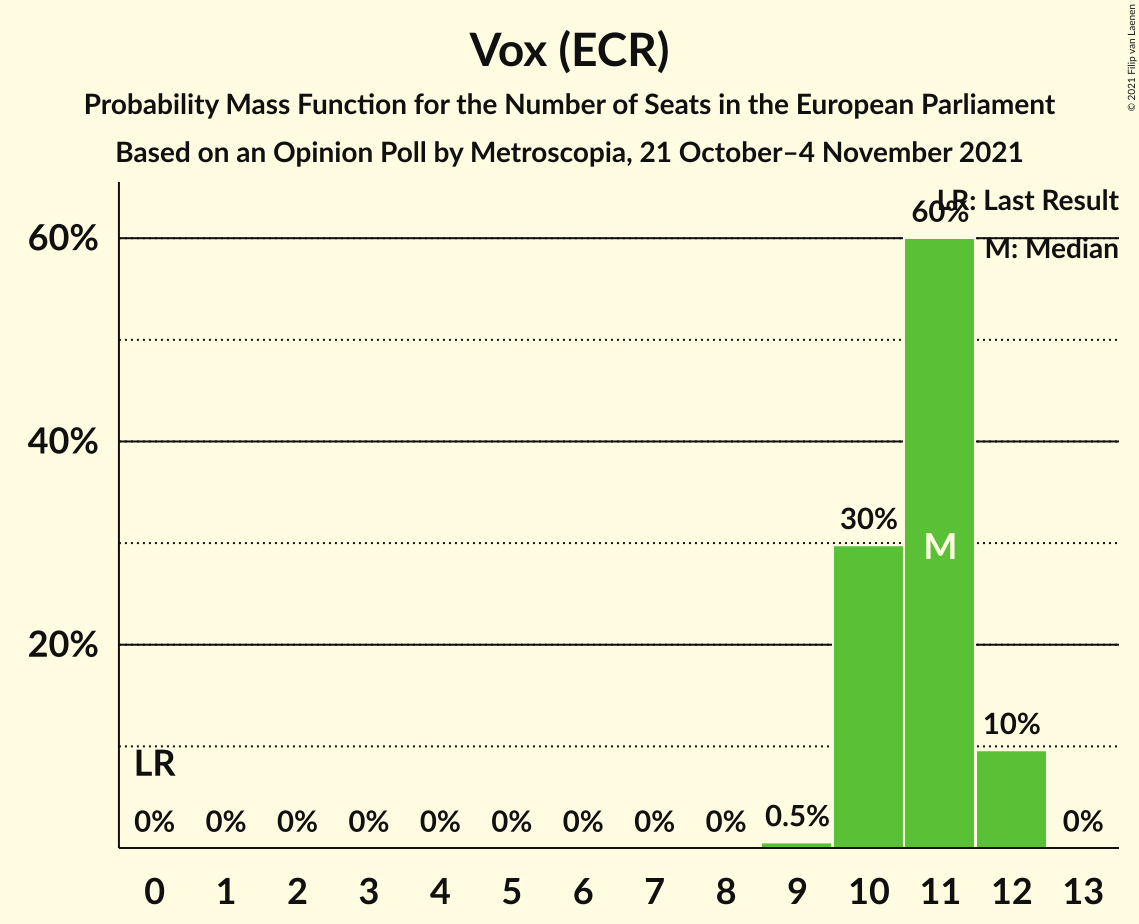 Vox (ECR)
Probability Mass Function for the Number of Seats in the European Parliament
Based on an Opinion Poll by Metroscopia, 21 October–4 November 2021
© 2021 Filip van Laenen
LR: Last Result
M: Median
60%
40%
20%
60%
30%
M
10%
LR
0% 0% 0% 0% 0% 0% 0% 0% 0% 0.5% 0%
0 1 2 3 4 5 6 7 8 9 10 11 12 13